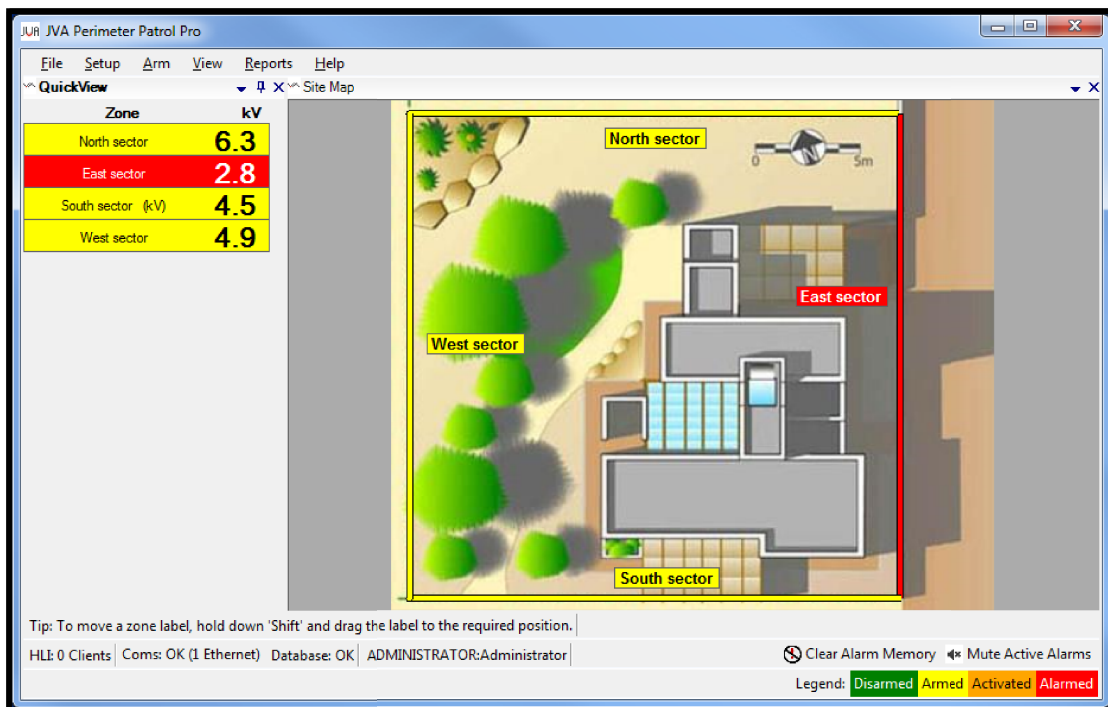 JVA JVA Perimeter Patrol Pro
File Setup Arm View Reports Help
QuickView
Site Map
Zone kV
North sector 6.3
East sector 2.8
South sector (kV) 4.5
West sector 4.9
North sector
0 5m
N
East sector
West sector
South sector
Tip: To move a zone label, hold down 'Shift' and drag the label to the required position.
HLI: 0 Clients Coms: OK (1 Ethernet) Database: OK ADMINISTRATOR:Administrator
Clear Alarm Memory Mute Active Alarms
Legend: Disarmed Armed Activated Alarmed